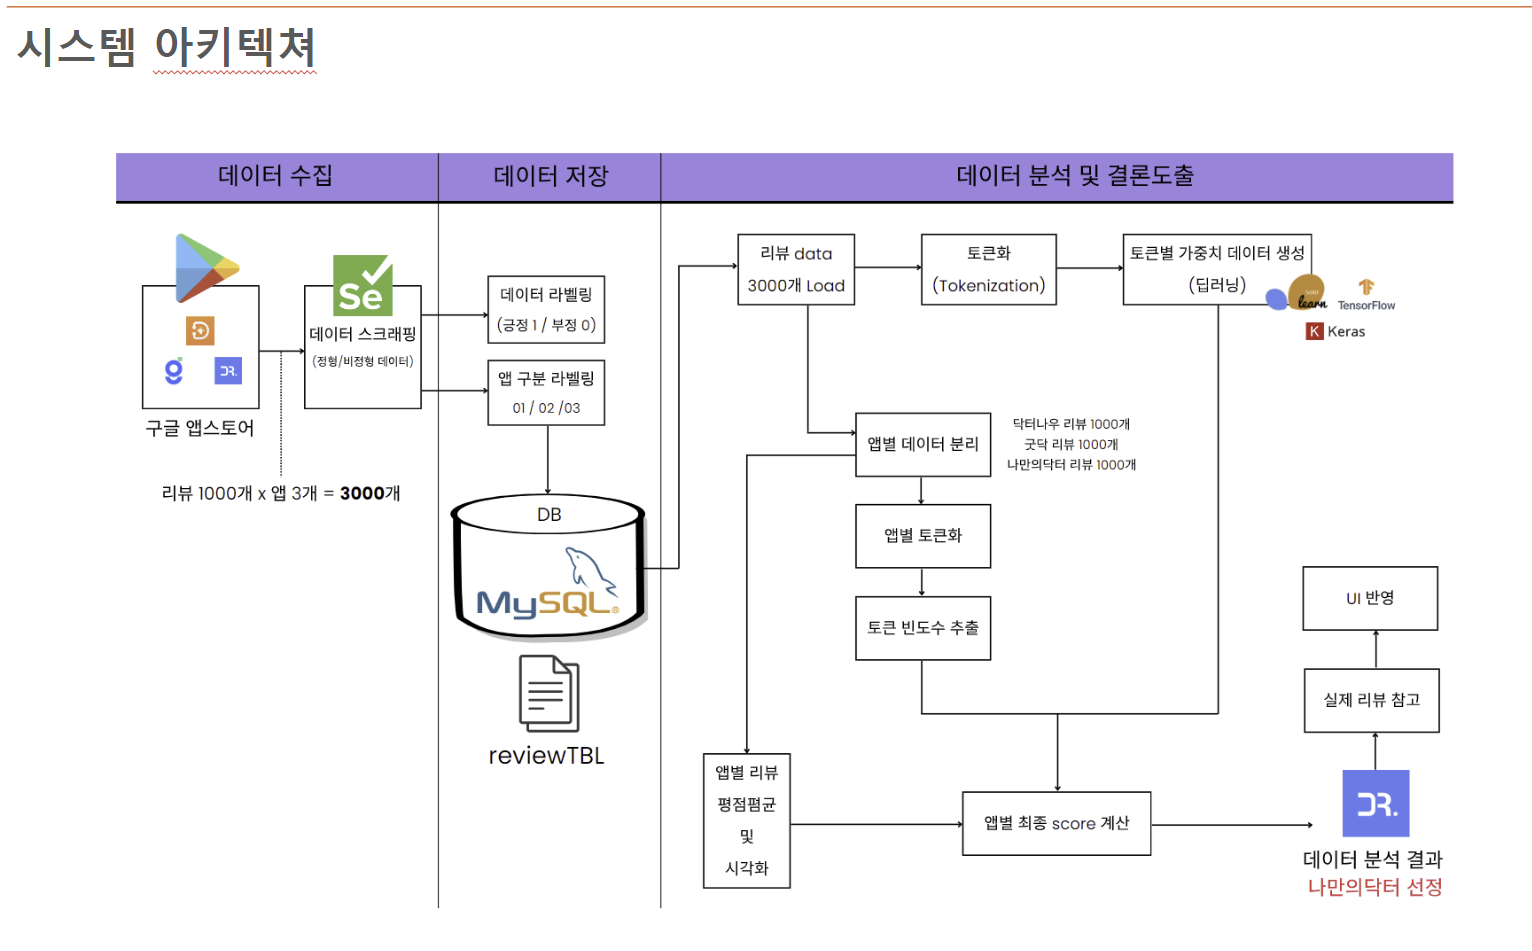 시스템 아키텍쳐
데이터 수집
데이터 저장
데이터 분석 및 결론도출
Se
데이터 스크래핑
(정형/비정형 데이터)
DR.
구글 앱스토어
리뷰 1000개 x 앱 3개 = 3000개
데이터 라벨링
(긍정 1 / 부정 0)
앱 구분 라벨링
01 / 02 /03
DB
MySQL®
reviewTBL
리뷰 data
3000개 Load
토큰화
(Tokenization)
토큰별 가중치 데이터 생성
(딥러닝)
scikit
learn
TensorFlow
K Keras
앱별 데이터 분리
닥터나우 리뷰 1000개
굿닥 리뷰 1000개
나만의닥터 리뷰 1000개
앱별 토큰화
토큰 빈도수 추출
앱별 리뷰
평점평균
및
시각화
앱별 최종 score 계산
UI 반영
실제 리뷰 참고
DR.
데이터 분석 결과
나만의닥터 선정